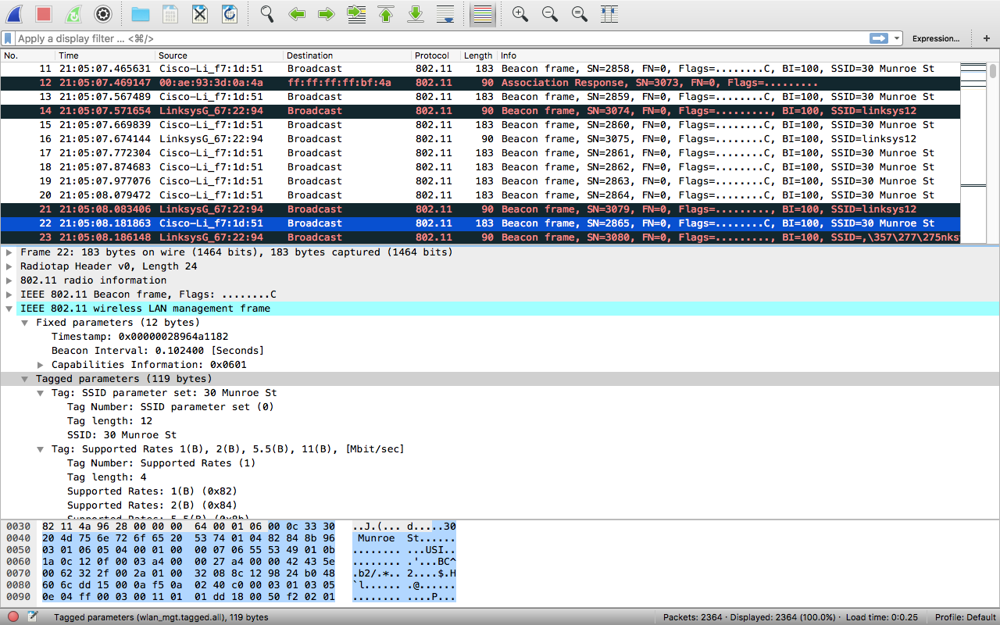 Apply a display filter ... <⌘/>
Expression...
+
No. Time Source Destination Protocol Length Info
11 21:05:07.465631 Cisco-Li_f7:1d:51 Broadcast 802.11 183 Beacon frame, SN=2858, FN=0, Flags=........C, BI=100, SSID=30 Munroe St
12 21:05:07.469147 00:ae:93:3d:0a:4a ff:ff:ff:ff:bf:4a 802.11 90 Association Response, SN=3073, FN=0, Flags=.........
13 21:05:07.567489 Cisco-Li_f7:1d:51 Broadcast 802.11 183 Beacon frame, SN=2859, FN=0, Flags=........C, BI=100, SSID=30 Munroe St
14 21:05:07.571654 LinksysG_67:22:94 Broadcast 802.11 90 Beacon frame, SN=3074, FN=0, Flags=........., BI=100, SSID=linksys12
15 21:05:07.669839 Cisco-Li_f7:1d:51 Broadcast 802.11 183 Beacon frame, SN=2860, FN=0, Flags=........C, BI=100, SSID=30 Munroe St
16 21:05:07.674144 LinksysG_67:22:94 Broadcast 802.11 90 Beacon frame, SN=3075, FN=0, Flags=........C, BI=100, SSID=linksys12
17 21:05:07.772304 Cisco-Li_f7:1d:51 Broadcast 802.11 183 Beacon frame, SN=2861, FN=0, Flags=........C, BI=100, SSID=30 Munroe St
18 21:05:07.874683 Cisco-Li_f7:1d:51 Broadcast 802.11 183 Beacon frame, SN=2862, FN=0, Flags=........C, BI=100, SSID=30 Munroe St
19 21:05:07.977076 Cisco-Li_f7:1d:51 Broadcast 802.11 183 Beacon frame, SN=2863, FN=0, Flags=........C, BI=100, SSID=30 Munroe St
20 21:05:08.079472 Cisco-Li_f7:1d:51 Broadcast 802.11 183 Beacon frame, SN=2864, FN=0, Flags=........C, BI=100, SSID=30 Munroe St
21 21:05:08.083406 LinksysG_67:22:94 Broadcast 802.11 90 Beacon frame, SN=3079, FN=0, Flags=........., BI=100, SSID=linksys12
22 21:05:08.181863 Cisco-Li_f7:1d:51 Broadcast 802.11 183 Beacon frame, SN=2865, FN=0, Flags=........C, BI=100, SSID=30 Munroe St
23 21:05:08.186148 LinksysG_67:22:94 Broadcast 802.11 90 Beacon frame, SN=3080, FN=0, Flags=........., BI=100, SSID=,\357\277\275nks
Frame 22: 183 bytes on wire (1464 bits), 183 bytes captured (1464 bits)
Radiotap Header v0, Length 24
802.11 radio information
IEEE 802.11 Beacon frame, Flags: ........C
IEEE 802.11 wireless LAN management frame
Fixed parameters (12 bytes)
Timestamp: 0x00000028964a1182
Beacon Interval: 0.102400 [Seconds]
Capabilities Information: 0x0601
Tagged parameters (119 bytes)
Tag: SSID parameter set: 30 Munroe St
Tag Number: SSID parameter set (0)
Tag length: 12
SSID: 30 Munroe St
Tag: Supported Rates 1(B), 2(B), 5.5(B), 11(B), [Mbit/sec]
Tag Number: Supported Rates (1)
Tag length: 4
Supported Rates: 1(B) (0x82)
Supported Rates: 2(B) (0x84)
Supported Rates: 5.5(B) (0x8b)
0030 82 11 4a 96 28 00 00 00 64 00 01 06 00 0c 33 30 ..J.(... d.....30
0040 20 4d 75 6e 72 6f 65 20 53 74 01 04 82 84 8b 96 Munroe St......
0050 03 01 06 05 04 00 01 00 00 07 06 55 53 49 01 0b ........ ...USI..
0060 1a 0c 12 0f 00 03 a4 00 00 27 a4 00 00 42 43 5e ........ .'...BC^
0070 00 62 32 2f 00 2a 01 00 32 08 8c 12 98 24 b0 48 .b2/.*.. 2....$.H
0080 60 6c dd 15 00 0a f5 0a 02 40 c0 00 03 01 03 05 `l...... .@......
0090 0e 04 ff 00 03 00 11 01 01 dd 18 00 50 f2 02 01 ........ ....P...
Tagged parameters (wlan_mgt.tagged.all), 119 bytes
Packets: 2364 · Displayed: 2364 (100.0%) · Load time: 0:0.25
Profile: Default